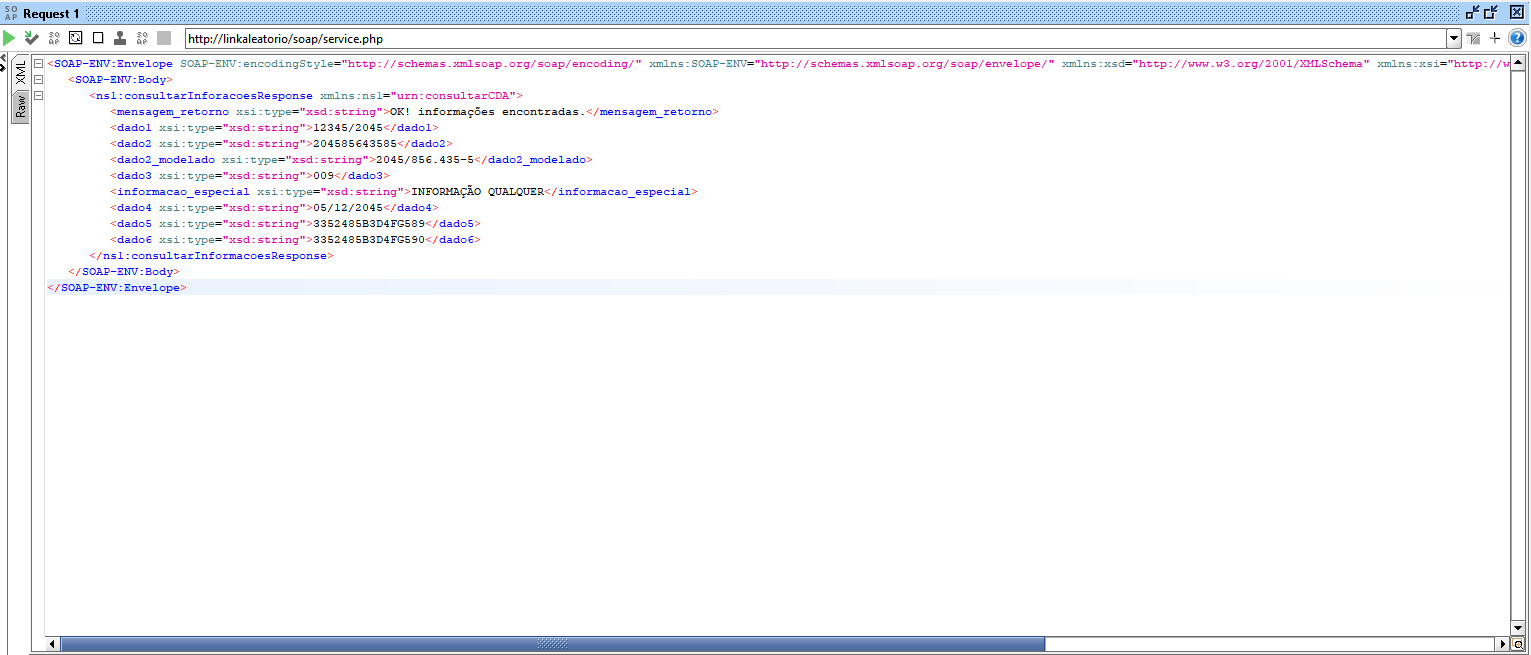 SOAP Request 1
http://linkaleatorio/soap/service.php
XML
Raw
<SOAP-ENV:Envelope SOAP-ENV:encodingStyle="http://schemas.xmlsoap.org/soap/encoding/" xmlns:SOAP-ENV="http://schemas.xmlsoap.org/soap/envelope/" xmlns:xsd="http://www.w3.org/2001/XMLSchema" xmlns:xsi="http://w
<SOAP-ENV:Body>
<ns1:consultarInforacoesResponse xmlns:ns1="urn:consultarCDA">
<mensagem_retorno xsi:type="xsd:string">OK! informações encontradas.</mensagem_retorno>
<dado1 xsi:type="xsd:string">12345/2045</dado1>
<dado2 xsi:type="xsd:string">204585643585</dado2>
<dado2_modelado xsi:type="xsd:string">2045/856.435-5</dado2_modelado>
<dado3 xsi:type="xsd:string">009</dado3>
<informacao_especial xsi:type="xsd:string">INFORMAÇÃO QUALQUER</informacao_especial>
<dado4 xsi:type="xsd:string">05/12/2045</dado4>
<dado5 xsi:type="xsd:string">3352485B3D4FG589</dado5>
<dado6 xsi:type="xsd:string">3352485B3D4FG590</dado6>
</ns1:consultarInformacoesResponse>
</SOAP-ENV:Body>
</SOAP-ENV:Envelope>